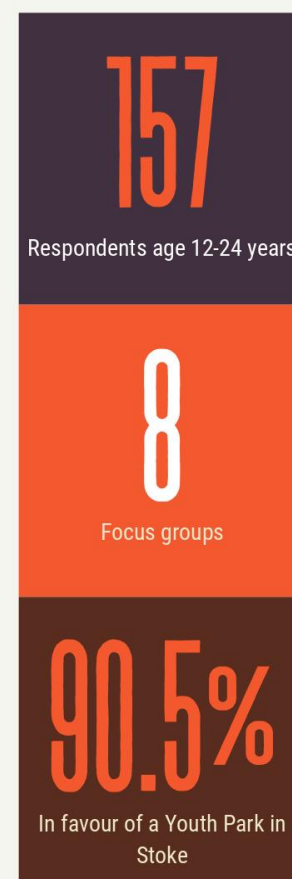 157
Respondents age 12-24 years
8
Focus groups
90.5%
In favour of a Youth Park in
Stoke